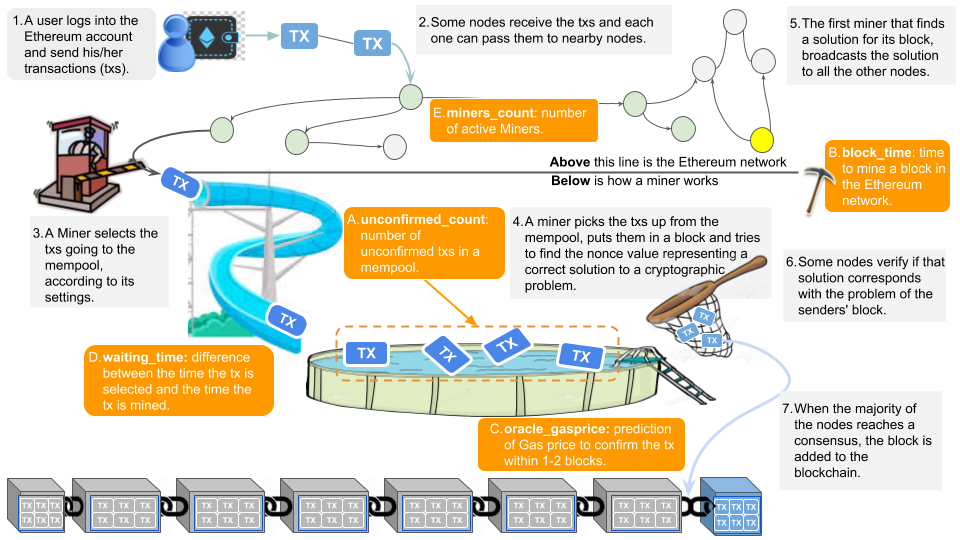 1. A user logs into the
Ethereum account
and send his/her
transactions (txs).
TX
TX
2. Some nodes receive the txs and each
one can pass them to nearby nodes.
5. The first miner that finds
a solution for its block,
broadcasts the solution
to all the other nodes.
E. miners_count: number
of active Miners.
Above this line is the Ethereum network
Below is how a miner works
B. block_time: time
to mine a block in
the Ethereum
network.
TX
3. A Miner selects the
txs going to the
mempool,
according to its
settings.
A. unconfirmed_count:
number of
unconfirmed txs in a
mempool.
4. A miner picks the txs up from the
mempool, puts them in a block and tries
to find the nonce value representing a
correct solution to a cryptographic
problem.
6. Some nodes verify if that
solution corresponds
with the problem of the
senders' block.
TX
TX
TX
TX
D. waiting_time: difference
between the time the tx is
selected and the time the
tx is mined.
TX
TX
TX
TX
C. oracle_gasprice: prediction
of Gas price to confirm the tx
within 1-2 blocks.
7. When the majority of
the nodes reaches a
consensus, the block is
added to the
blockchain.
TX TX TX TX TX TX TX TX TX TX TX TX TX TX TX TX TX TX TX TX TX TX TX TX
TX TX TX TX TX TX TX TX TX TX TX TX TX TX TX TX TX TX TX TX TX TX TX TX